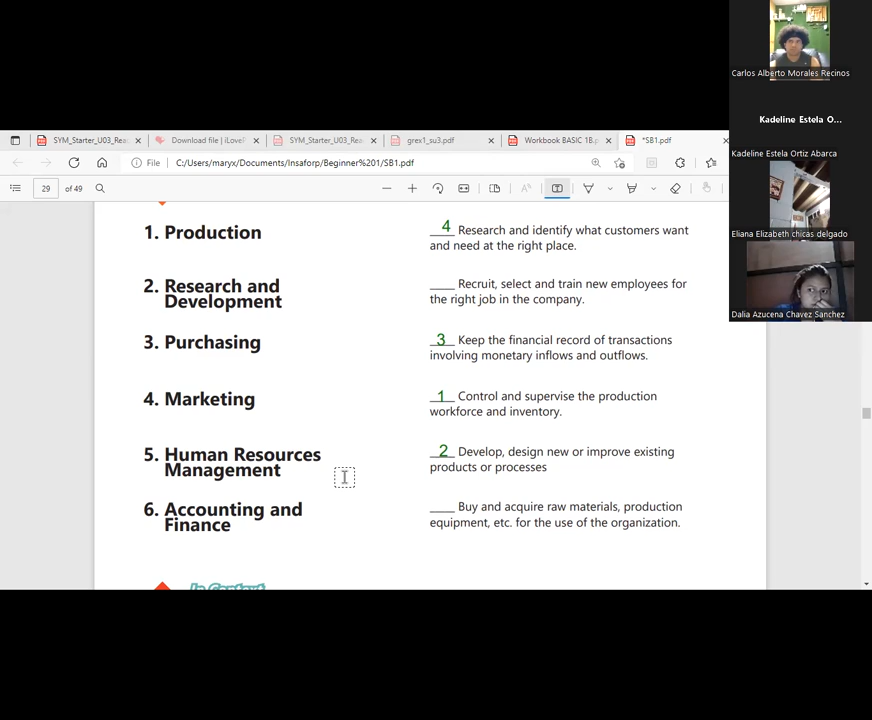 Carlos Alberto Morales Recinos
Kadeline Estela O...
Kadeline Estela Ortiz Abarca
Eliana Elizabeth chicas delgado
Dalia Azucena Chavez Sanchez
SYM_Starter_U03_Rea
Download file | iLoveP
SYM_Starter_U03_Rea
grex1_su3.pdf
Workbook BASIC 1B.p
*SB1.pdf
File
C:/Users/maryx/Documents/Insaforp/Beginner%201/SB1.pdf
29 of 49
1. Production
4 Research and identify what customers want
and need at the right place.
2. Research and
Development
____ Recruit, select and train new employees for
the right job in the company.
3. Purchasing
3 Keep the financial record of transactions
involving monetary inflows and outflows.
4. Marketing
1 Control and supervise the production
workforce and inventory.
5. Human Resources
Management
2 Develop, design new or improve existing
products or processes
6. Accounting and
Finance
____ Buy and acquire raw materials, production
equipment, etc. for the use of the organization.
In Context